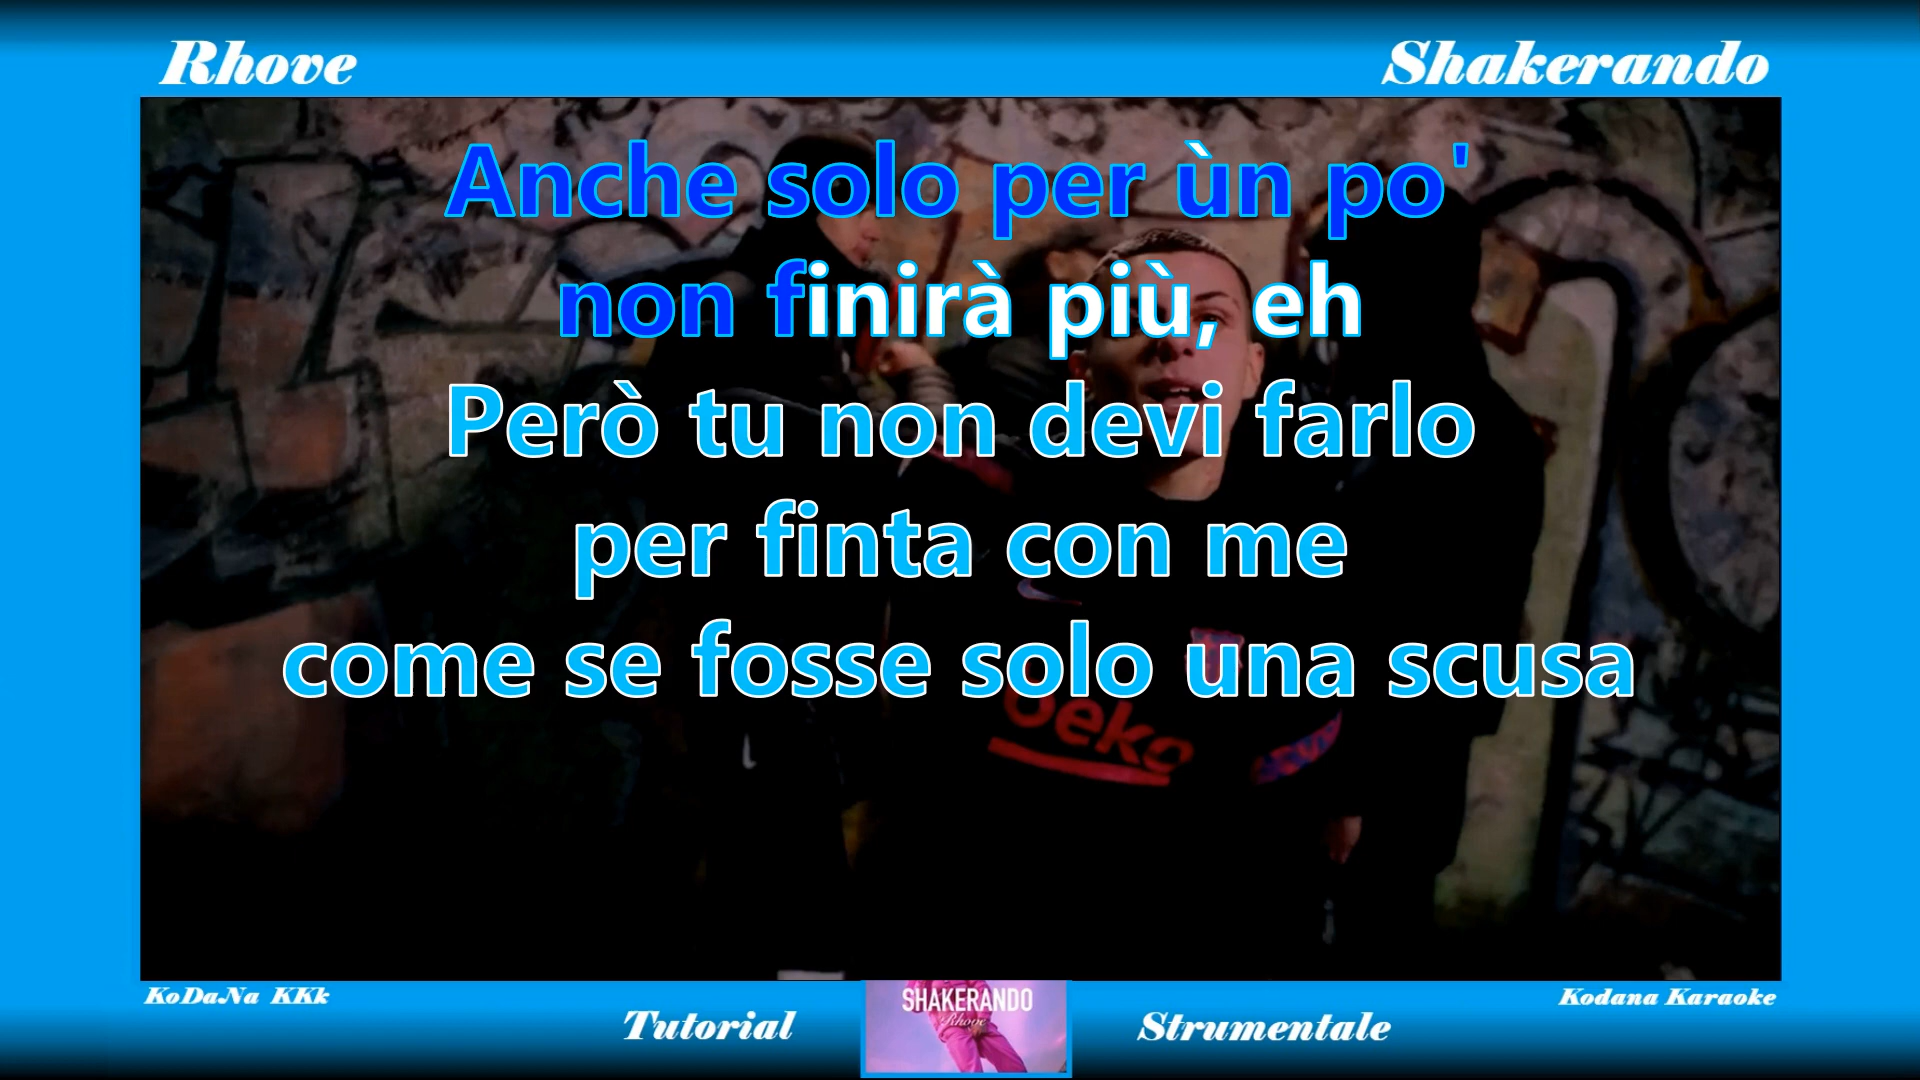 Rhove
Shakerando
Anche solo per ùn po'
non finirà più, eh
Però tu non devi farlo
per finta con me
come se fosse solo una scusa
Beko
KoDaNa KKk
Kodana Karaoke
Tutorial
SHAKERANDO
Rhove
Strumentale